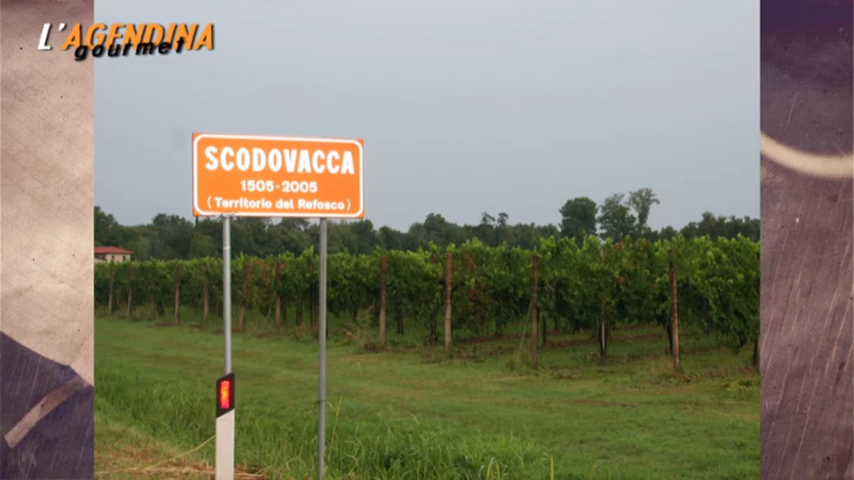 L'AGENDINA
gourmet
SCODOVACCA
1505-2005
(Territorio del Refosco)